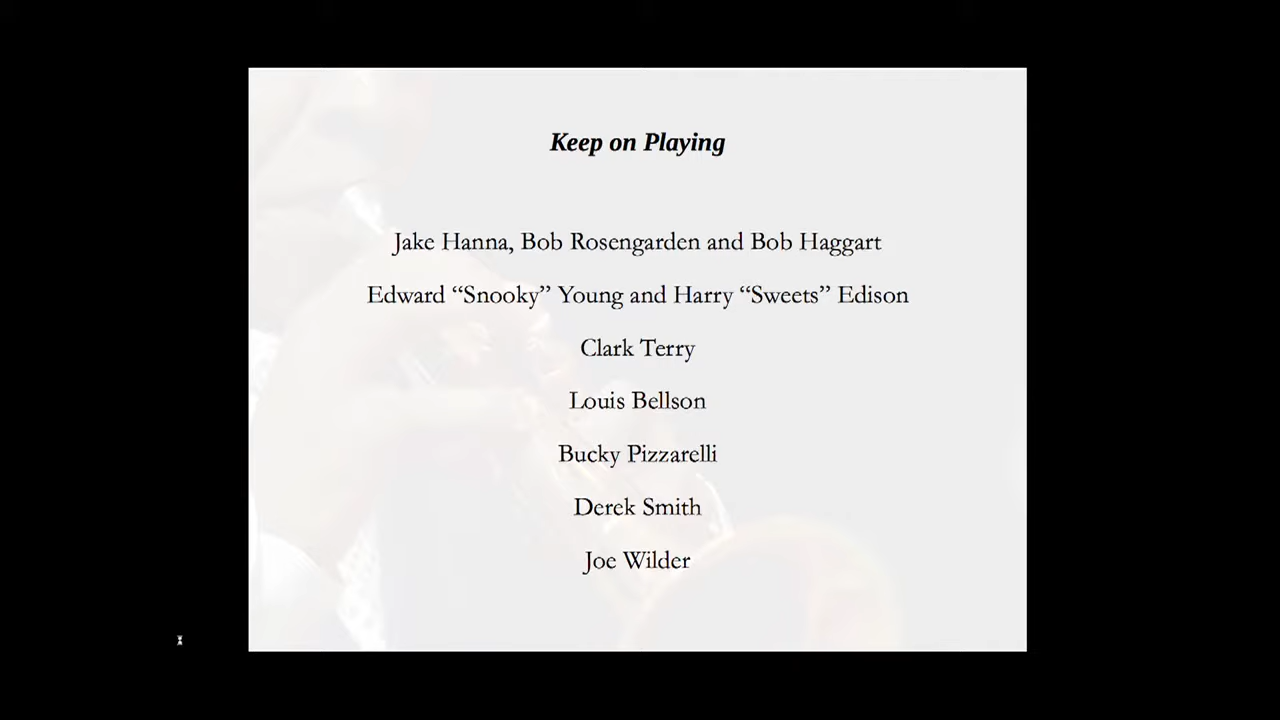 Keep on Playing
Jake Hanna, Bob Rosengarden and Bob Haggart
Edward “Snooky” Young and Harry “Sweets” Edison
Clark Terry
Louis Bellson
Bucky Pizzarelli
Derek Smith
Joe Wilder